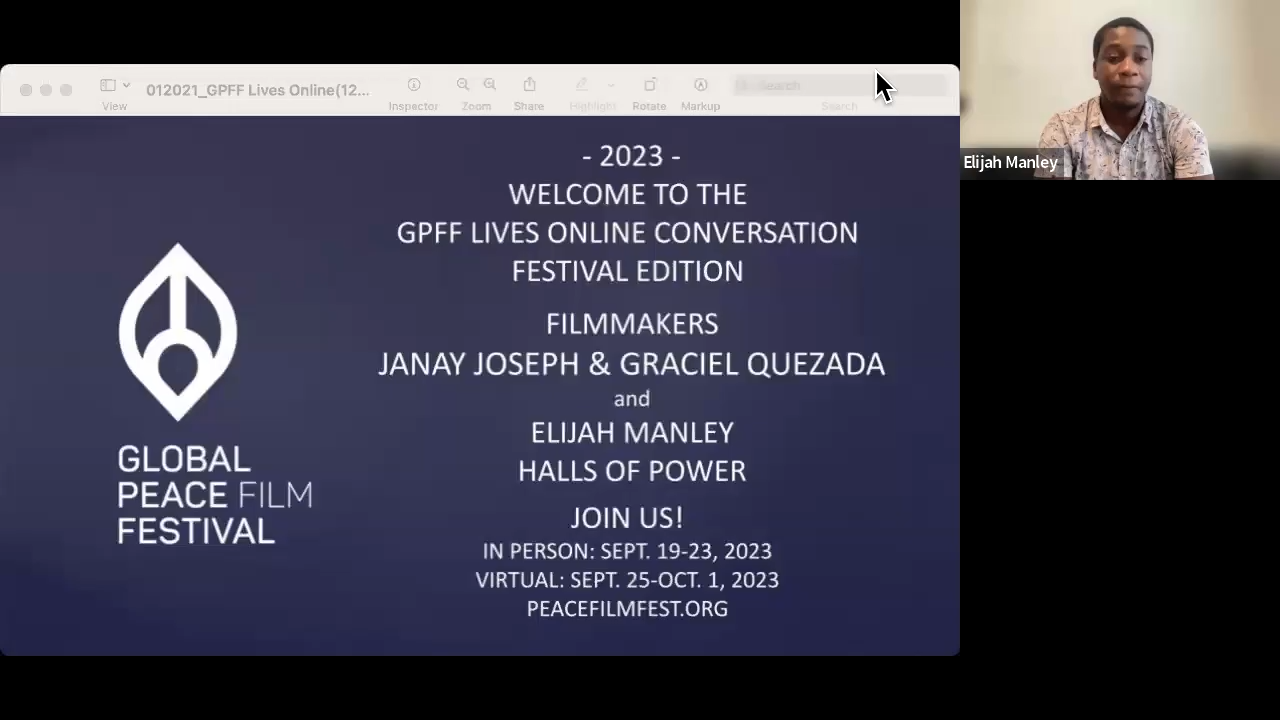 012021_GPFF Lives Online(12...
View
Inspector
Zoom
Share
Highlight
Rotate
Markup
Search
Search
- 2023 -
WELCOME TO THE
GPFF LIVES ONLINE CONVERSATION
FESTIVAL EDITION
FILMMAKERS
JANAY JOSEPH & GRACIEL QUEZADA
and
ELIJAH MANLEY
HALLS OF POWER
JOIN US!
IN PERSON: SEPT. 19-23, 2023
VIRTUAL: SEPT. 25-OCT. 1, 2023
PEACEFILMFEST.ORG
GLOBAL
PEACE FILM
FESTIVAL
Elijah Manley